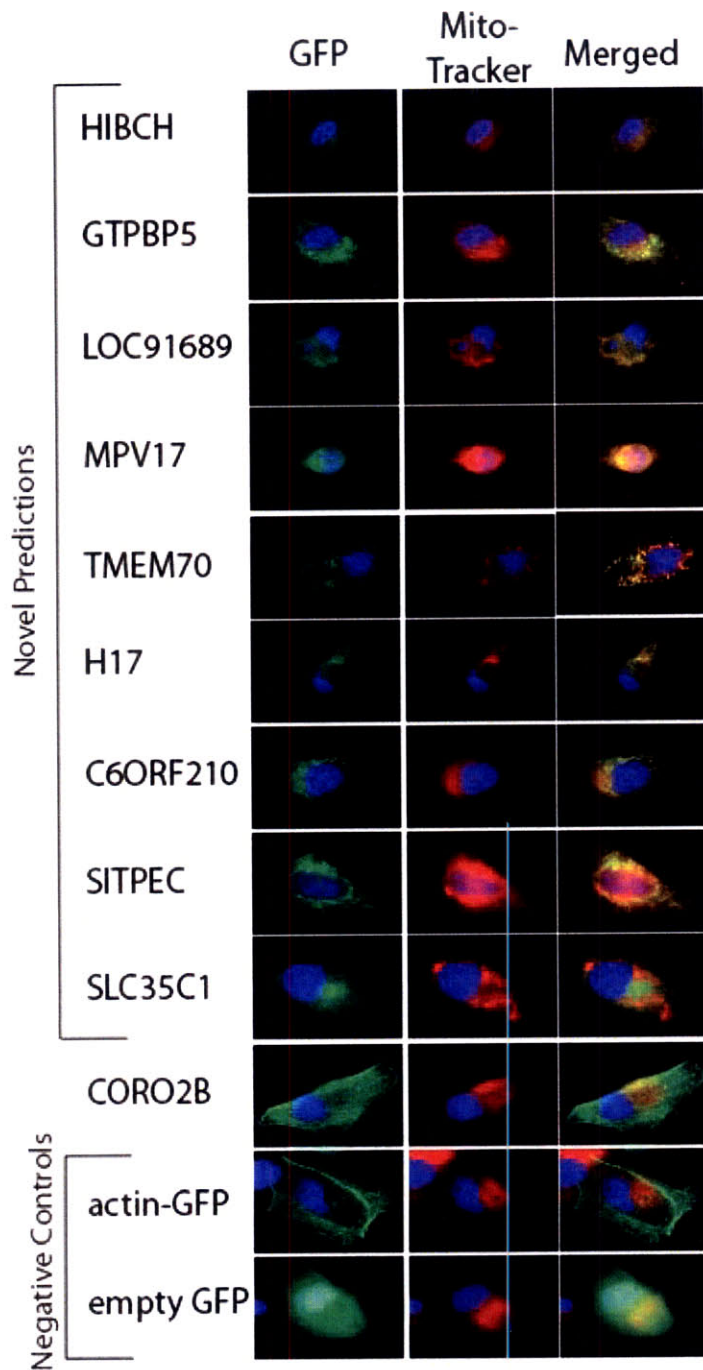 GFP
Mito-
Tracker
Merged
Novel Predictions
HIBCH
GTPBP5
LOC91689
MPV17
TMEM70
H17
C6ORF210
SITPEC
SLC35C1
CORO2B
Negative Controls
actin-GFP
empty GFP